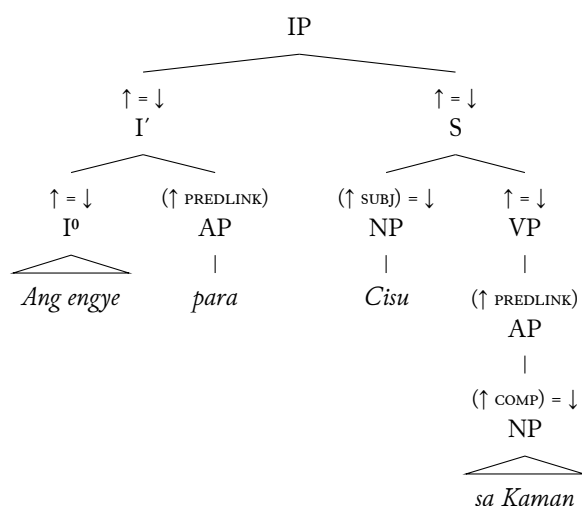 IP
↑ = ↓ ↑ = ↓
I′ S
↑ = ↓ (↑ PREDLINK) (↑ SUBJ) = ↓ ↑ = ↓
I⁰ AP NP VP
Ang engye para Cisu (↑ PREDLINK)
AP
(↑ COMP) = ↓
NP
sa Kaman